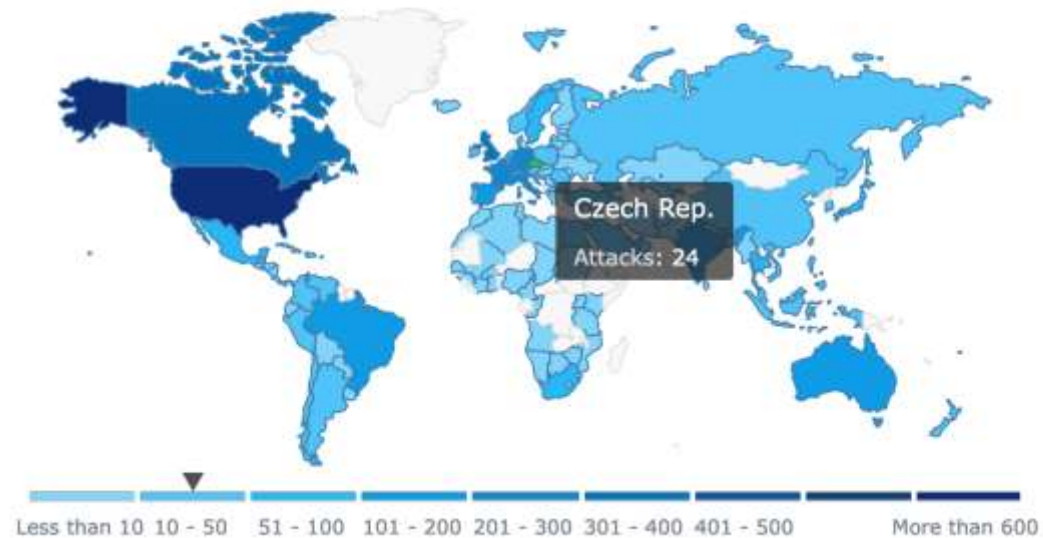 Czech Rep.
Attacks: 24
Less than 10 10 - 50 51 - 100 101 - 200 201 - 300 301 - 400 401 - 500 More than 600